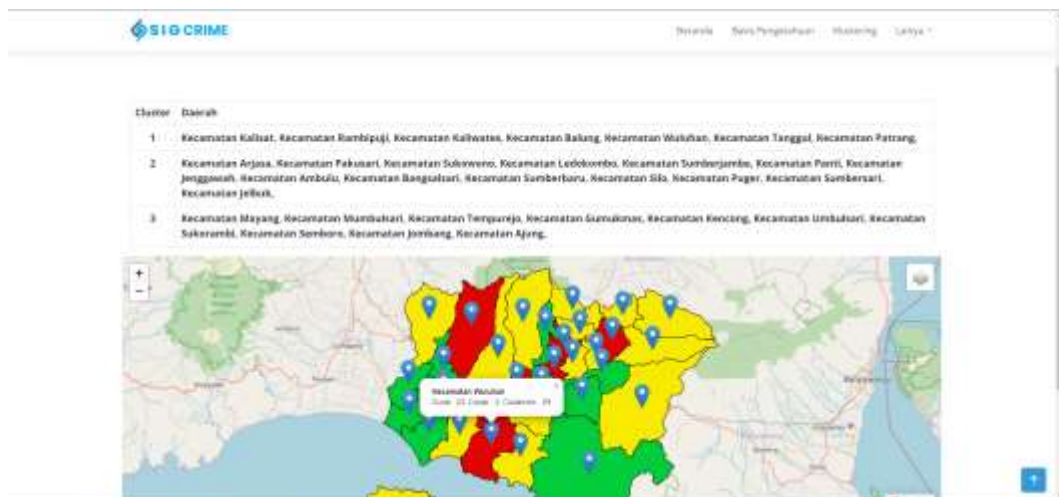 SIG CRIME
Beranda Basis Pengetahuan Klustering Lainya
Cluster Daerah
1 Kecamatan Kalisat, Kecamatan Rambipuji, Kecamatan Kaliwates, Kecamatan Balung, Kecamatan Wuluhan, Kecamatan Tanggul, Kecamatan Patrang,
2 Kecamatan Arjasa, Kecamatan Pakusari, Kecamatan Sukowono, Kecamatan Ledokombo, Kecamatan Sumberjambe, Kecamatan Panti, Kecamatan
Jenggawah, Kecamatan Ambulu, Kecamatan Bangsalsari, Kecamatan Sumberbaru, Kecamatan Silo, Kecamatan Puger, Kecamatan Sumbersari,
Kecamatan Jelbuk,
3 Kecamatan Mayang, Kecamatan Mumbulsari, Kecamatan Tempurejo, Kecamatan Gumukmas, Kecamatan Kencong, Kecamatan Umbulsari, Kecamatan
Sukorambi, Kecamatan Semboro, Kecamatan Jombang, Kecamatan Ajung,
+
−
Kecamatan Wuluhan